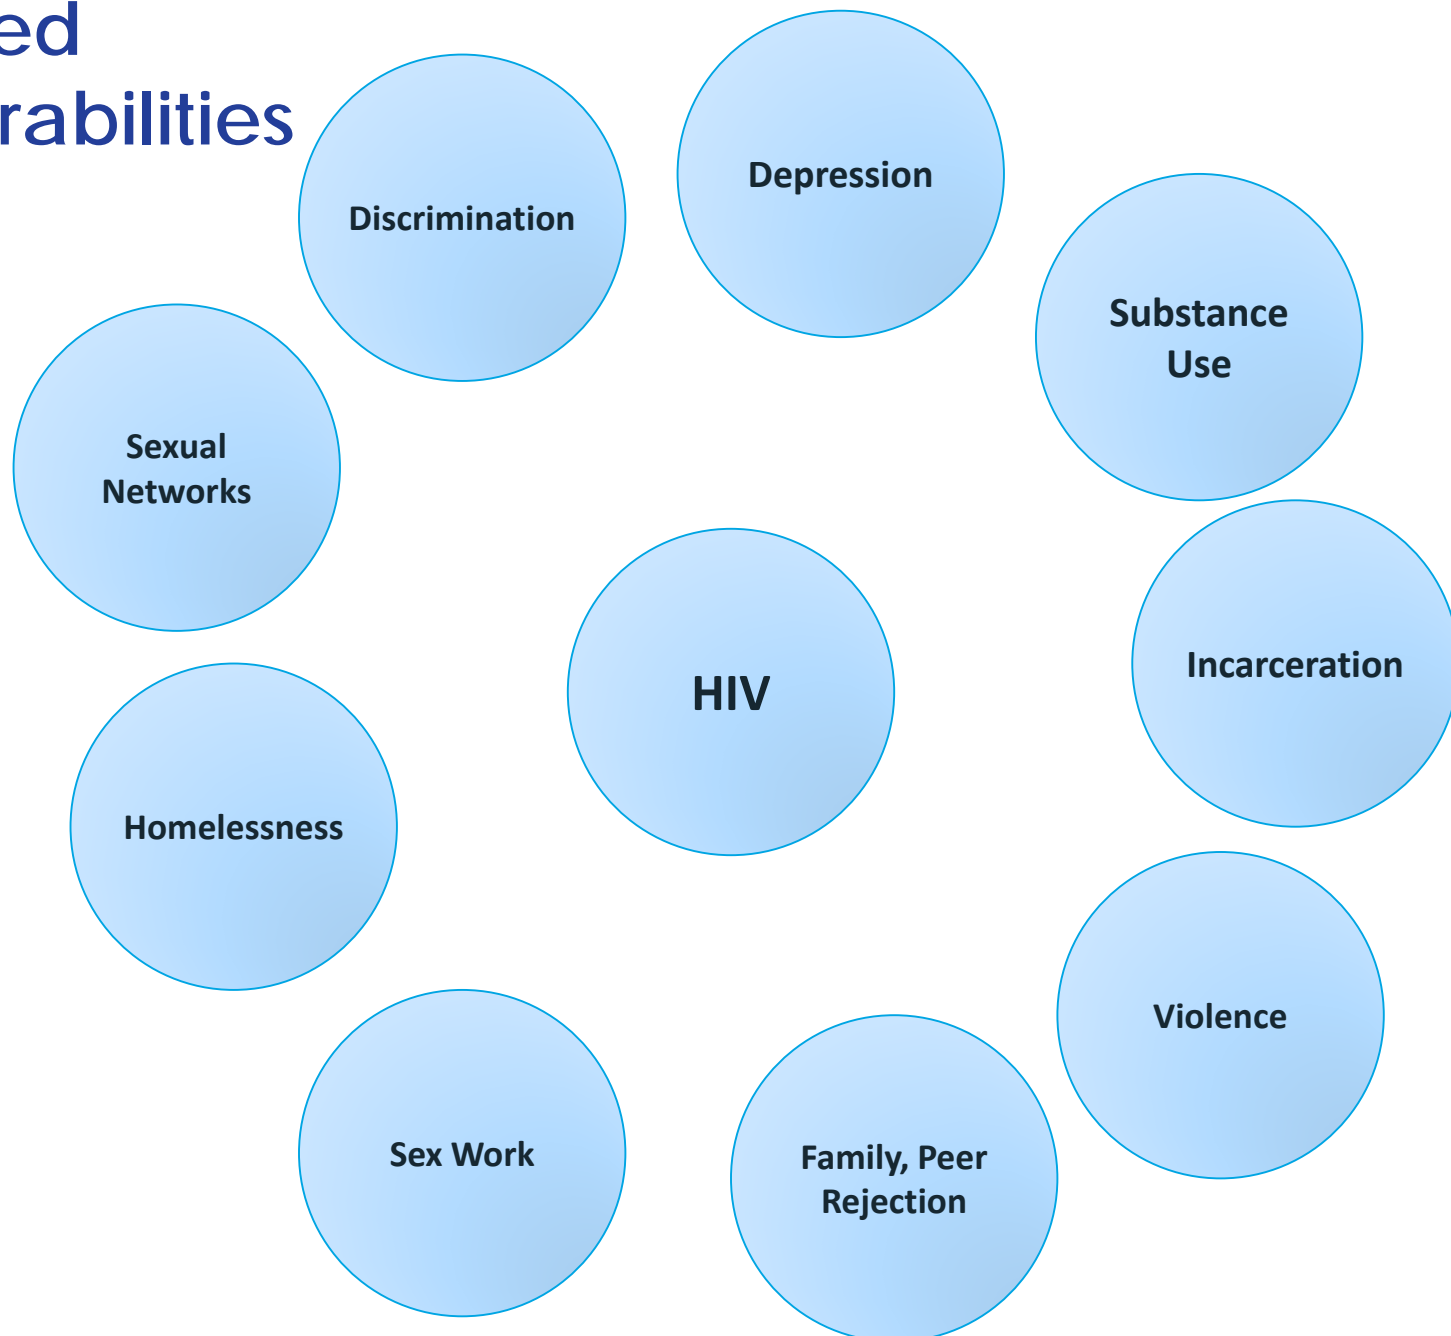 ed
rabilities
Depression
Discrimination
Substance
Use
Sexual
Networks
Incarceration
HIV
Homelessness
Violence
Sex Work
Family, Peer
Rejection